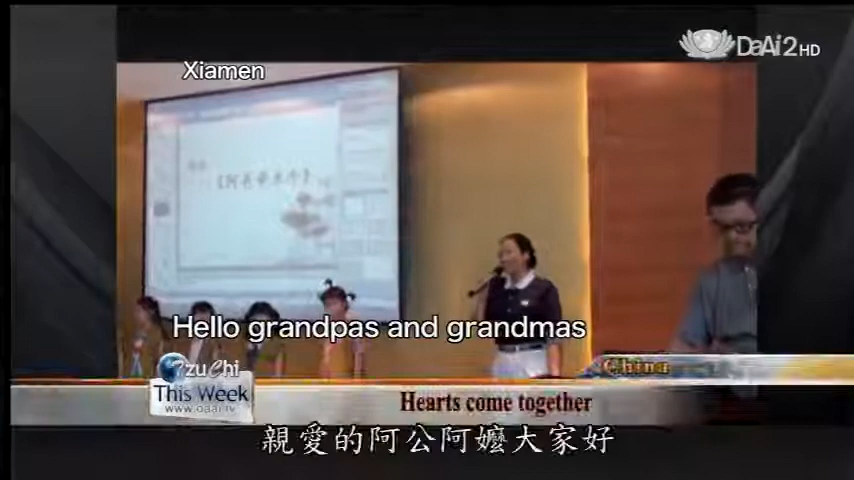 DaAi2HD
Xiamen
Hello grandpas and grandmas
Tzu Chi
This Week
www.daai.tv
China
Hearts come together
親愛的阿公阿嬤大家好